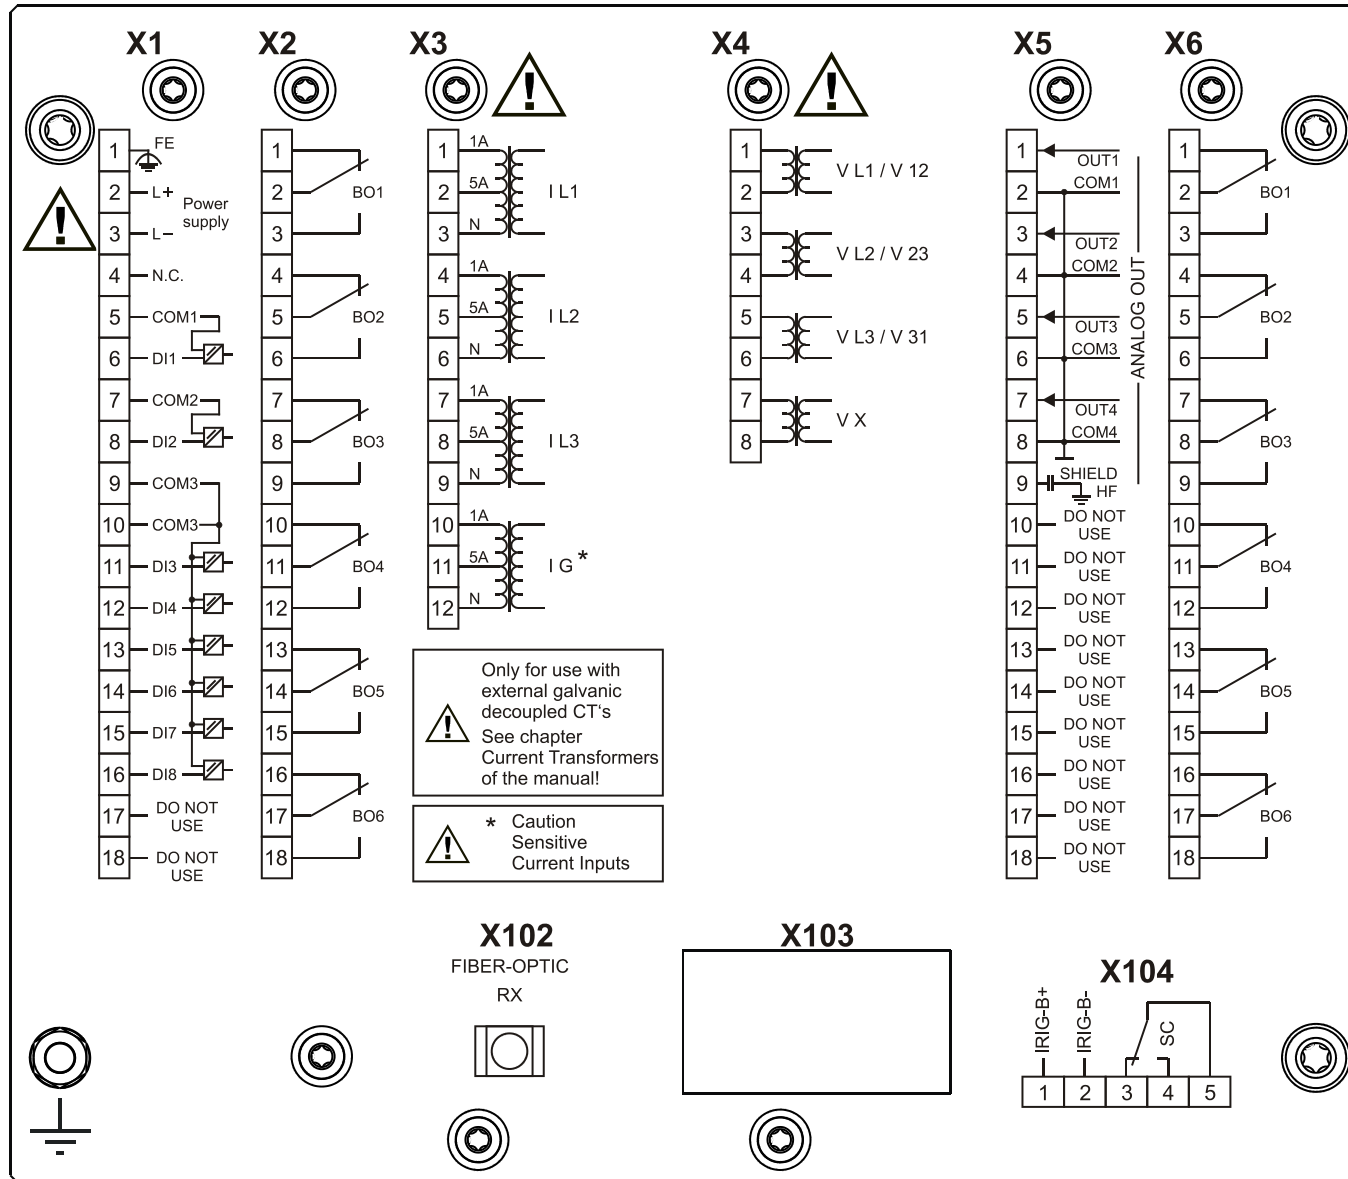 X1
X2
X3
X4
X5
X6
1
FE
2
L+
Power
supply
3
L–
4
N.C.
5
COM1
6
DI1
7
COM2
8
DI2
9
COM3
10
COM3
11
DI3
12
DI4
13
DI5
14
DI6
15
DI7
16
DI8
17
DO NOT
USE
18
DO NOT
USE
1
2
BO1
3
4
5
BO2
6
7
8
BO3
9
10
11
BO4
12
13
14
BO5
15
16
17
BO6
18
1
1A
2
5A
I L1
3
N
4
1A
5
5A
I L2
6
N
7
1A
8
5A
I L3
9
N
10
1A
11
5A
I G *
12
N
Only for use with
external galvanic
decoupled CT‘s
See chapter
Current Transformers
of the manual!
* Caution
Sensitive
Current Inputs
1
V L1 / V 12
2
3
V L2 / V 23
4
5
V L3 / V 31
6
7
V X
8
1
OUT1
2
COM1
3
OUT2
4
COM2
5
OUT3
6
COM3
7
OUT4
8
COM4
ANALOG OUT
9
SHIELD
HF
10
DO NOT
USE
11
DO NOT
USE
12
DO NOT
USE
13
DO NOT
USE
14
DO NOT
USE
15
DO NOT
USE
16
DO NOT
USE
17
DO NOT
USE
18
DO NOT
USE
1
2
BO1
3
4
5
BO2
6
7
8
BO3
9
10
11
BO4
12
13
14
BO5
15
16
17
BO6
18
X102
FIBER-OPTIC
RX
X103
X104
IRIG-B+
IRIG-B-
SC
1 2 3 4 5